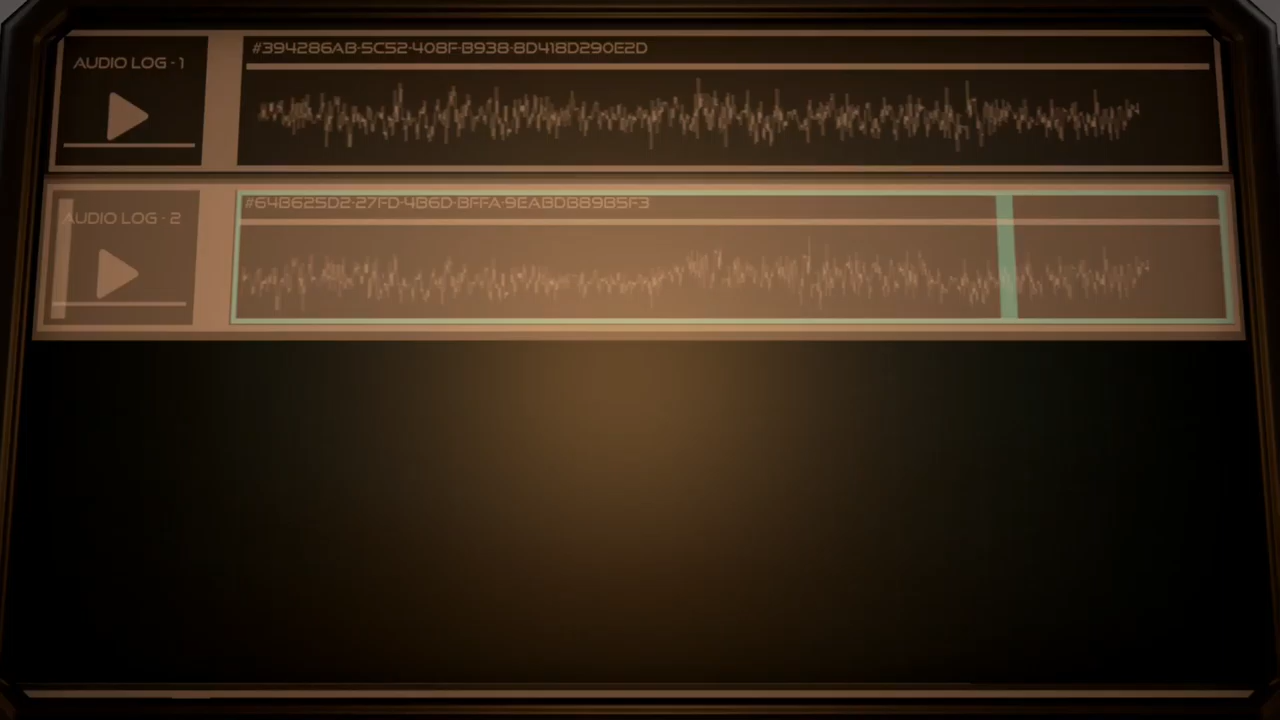 AUDIO LOG - 1
#394286AB-5C52-408F-B938-8D418D290E2D
AUDIO LOG - 2
#64B625D2-27FD-4B6D-BFFA-9EABDB89B5F3